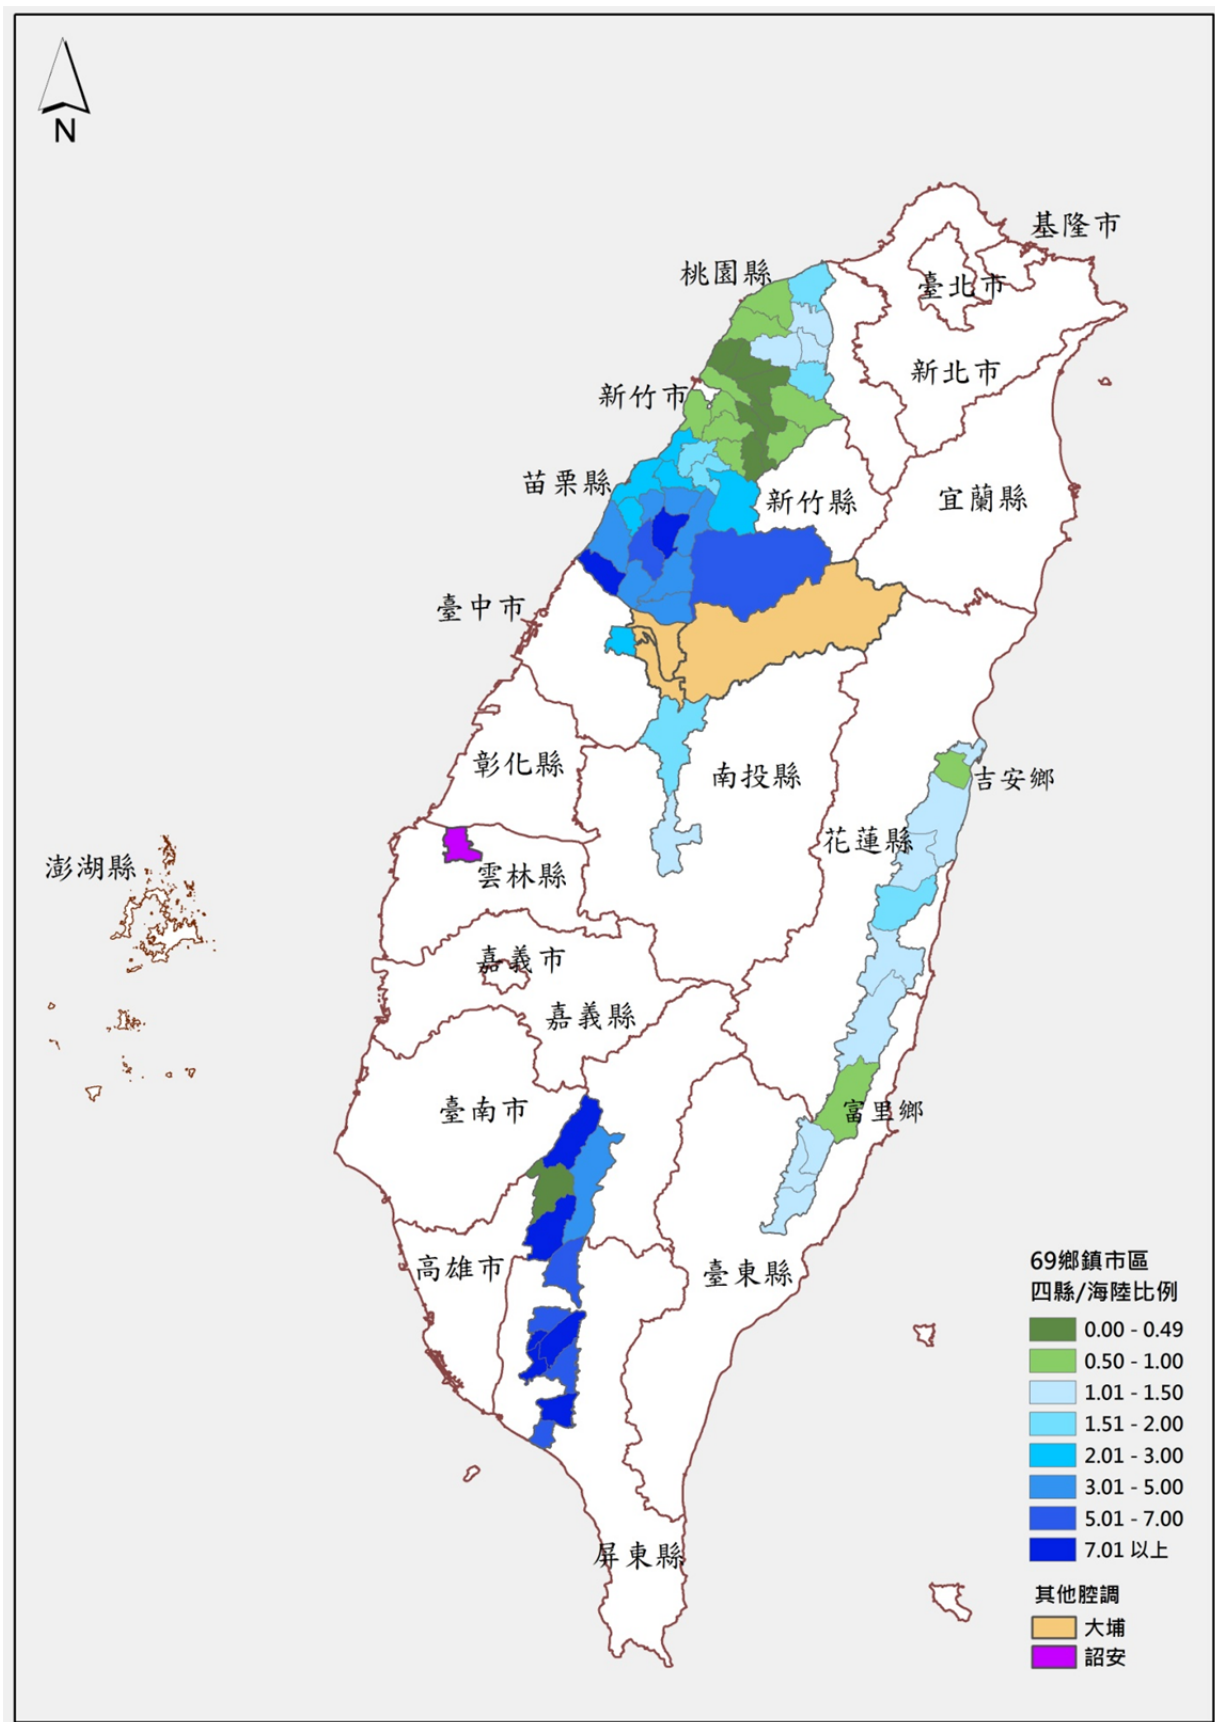 N
基隆市
桃園縣
臺北市
新北市
新竹市
苗栗縣
新竹縣
宜蘭縣
臺中市
彰化縣
南投縣
吉安鄉
花蓮縣
澎湖縣
雲林縣
嘉義市
嘉義縣
臺南市
富里鄉
高雄市
臺東縣
屏東縣
69鄉鎮市區
四縣/海陸比例
0.00 - 0.49
0.50 - 1.00
1.01 - 1.50
1.51 - 2.00
2.01 - 3.00
3.01 - 5.00
5.01 - 7.00
7.01 以上
其他腔調
大埔
詔安